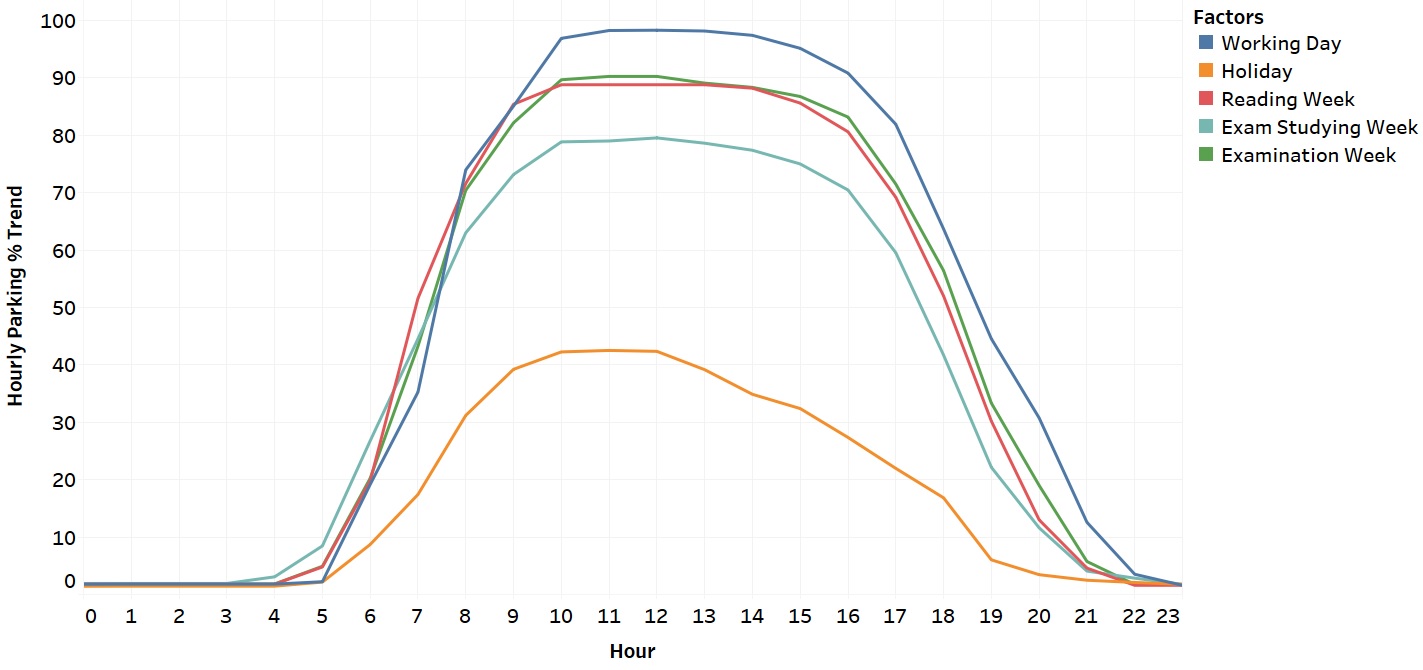 Hourly Parking % Trend
100
90
80
70
60
50
40
30
20
10
0
0 1 2 3 4 5 6 7 8 9 10 11 12 13 14 15 16 17 18 19 20 21 22 23
Hour
Factors
Working Day
Holiday
Reading Week
Exam Studying Week
Examination Week